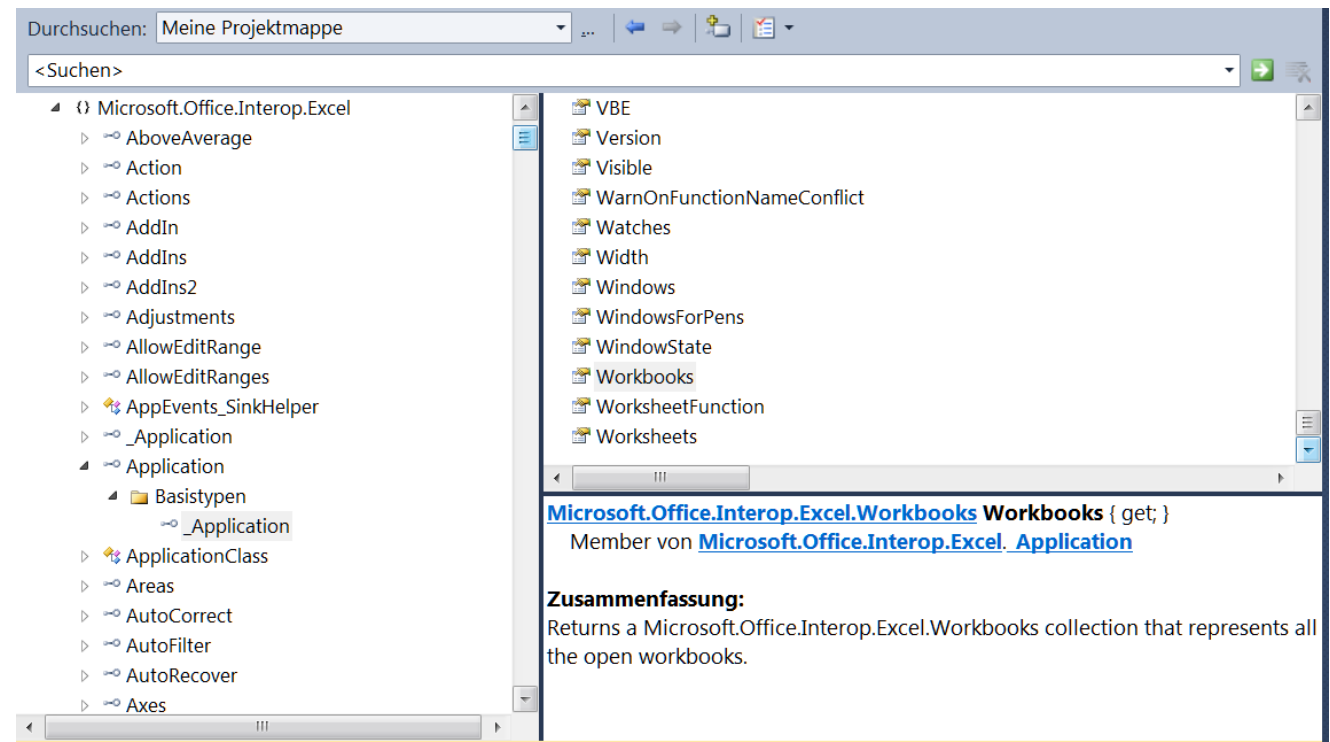 Durchsuchen: Meine Projektmappe ...
<Suchen>
{} Microsoft.Office.Interop.Excel
AboveAverage
Action
Actions
AddIn
AddIns
AddIns2
Adjustments
AllowEditRange
AllowEditRanges
AppEvents_SinkHelper
_Application
Application
Basistypen
_Application
ApplicationClass
Areas
AutoCorrect
AutoFilter
AutoRecover
Axes
VBE
Version
Visible
WarnOnFunctionNameConflict
Watches
Width
Windows
WindowsForPens
WindowState
Workbooks
WorksheetFunction
Worksheets
Microsoft.Office.Interop.Excel.Workbooks Workbooks { get; }
Member von Microsoft.Office.Interop.Excel._Application
Zusammenfassung:
Returns a Microsoft.Office.Interop.Excel.Workbooks collection that represents all
the open workbooks.